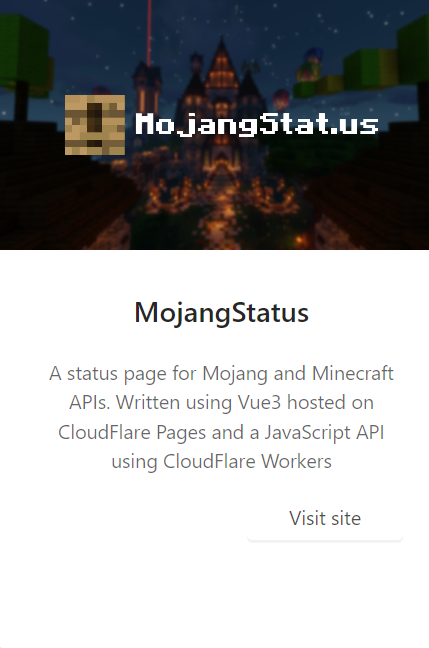 MojangStat.us
MojangStatus
A status page for Mojang and Minecraft
APIs. Written using Vue3 hosted on
CloudFlare Pages and a JavaScript API
using CloudFlare Workers
Visit site